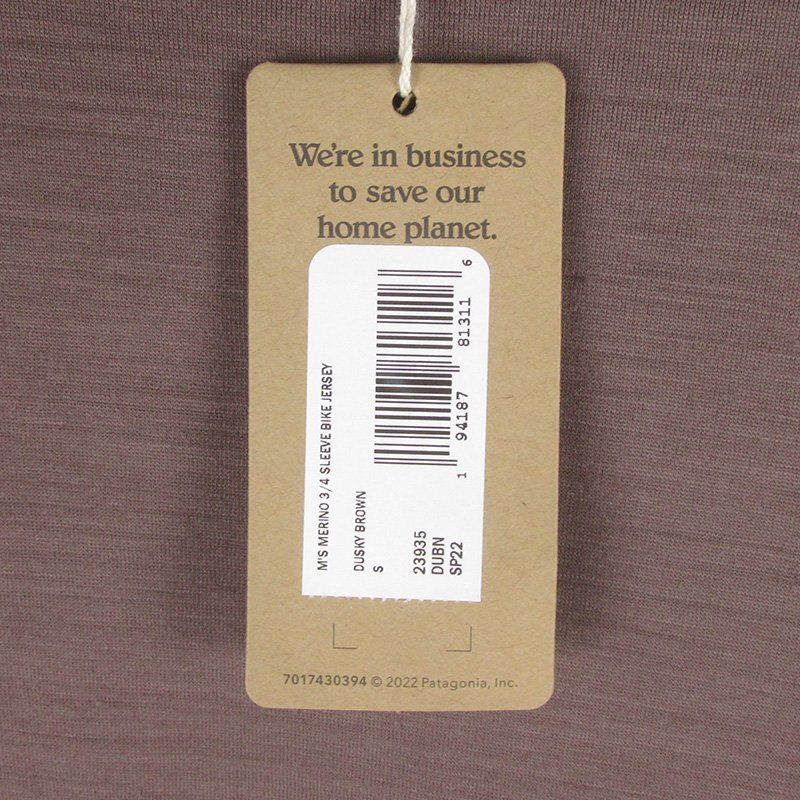 We're in business
to save our
home planet.
M'S MERINO 3/4 SLEEVE BIKE JERSEY
DUSKY BROWN
S
23935
DUBN
SP22
1 94187 81311 6
7017430394 © 2022 Patagonia, Inc.